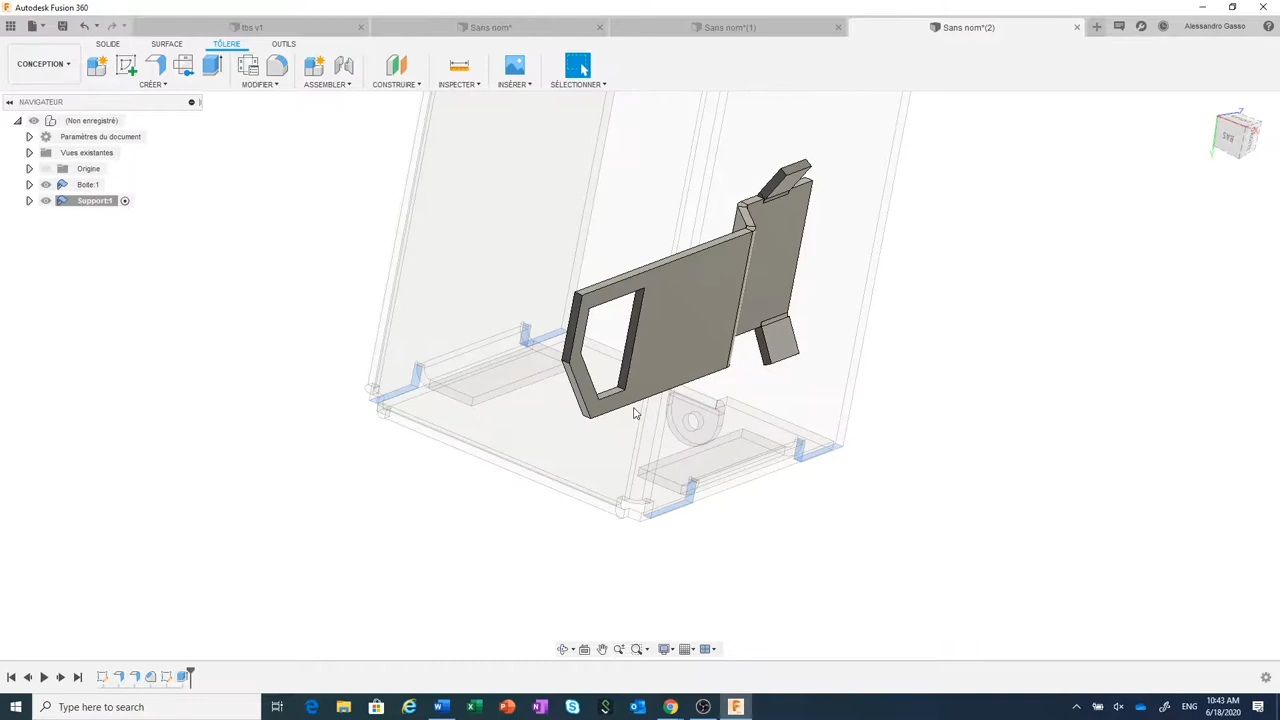 Autodesk Fusion 360
tbs v1
Sans nom*
Sans nom*(1)
Sans nom*(2)
Alessandro Gasso
SOLIDE
SURFACE
TÔLERIE
OUTILS
CONCEPTION
CRÉER
MODIFIER
ASSEMBLER
CONSTRUIRE
INSPECTER
INSÉRER
SÉLECTIONNER
NAVIGATEUR
(Non enregistré)
Paramètres du document
Vues existantes
Origine
Boite:1
Support:1
BAS
Type here to search
ENG
10:43 AM
6/18/2020